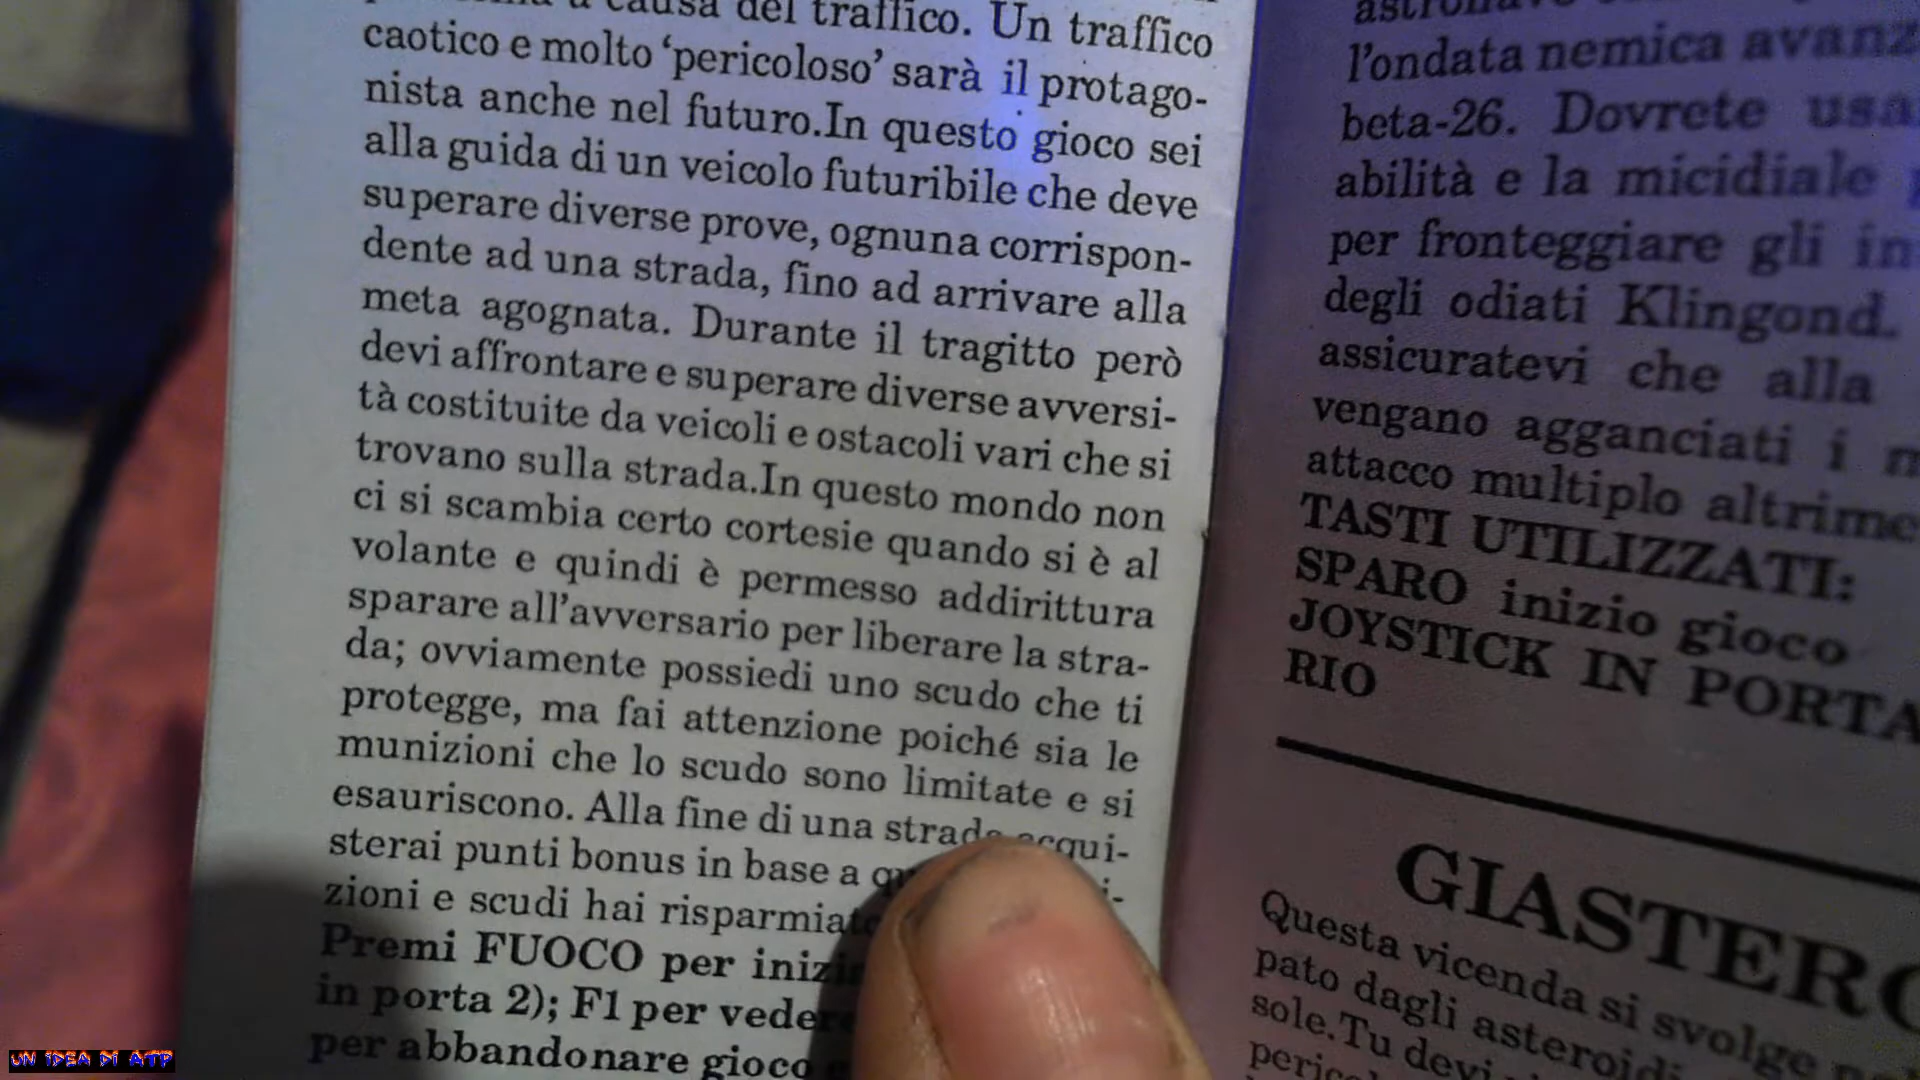 causa del traffico. Un traffico
caotico e molto ‘pericoloso’ sarà il protago-
nista anche nel futuro.In questo gioco sei
alla guida di un veicolo futuribile che deve
superare diverse prove, ognuna corrispon-
dente ad una strada, fino ad arrivare alla
meta agognata. Durante il tragitto però
devi affrontare e superare diverse avversi-
tà costituite da veicoli e ostacoli vari che si
trovano sulla strada.In questo mondo non
ci si scambia certo cortesie quando si è al
volante e quindi è permesso addirittura
sparare all’avversario per liberare la stra-
da; ovviamente possiedi uno scudo che ti
protegge, ma fai attenzione poiché sia le
munizioni che lo scudo sono limitate e si
esauriscono. Alla fine di una strada acqui-
sterai punti bonus in base a
zioni e scudi hai
Premi FUOCO per
in porta 2); F1 per
per abbandonare gioco
l’ondata nemica
beta-26. Dovrete
abilità e la micidiale
per fronteggiare gli
degli odiati Klingond.
assicuratevi che alla
vengano agganciati i
attacco multiplo
TASTI UTILIZZATI:
SPARO inizio gioco
JOYSTICK IN PORTA
RIO
GIASTERO
Questa vicenda si svolge
pato dagli asteroidi
sole.Tu devi
UN IDEA DI ATP